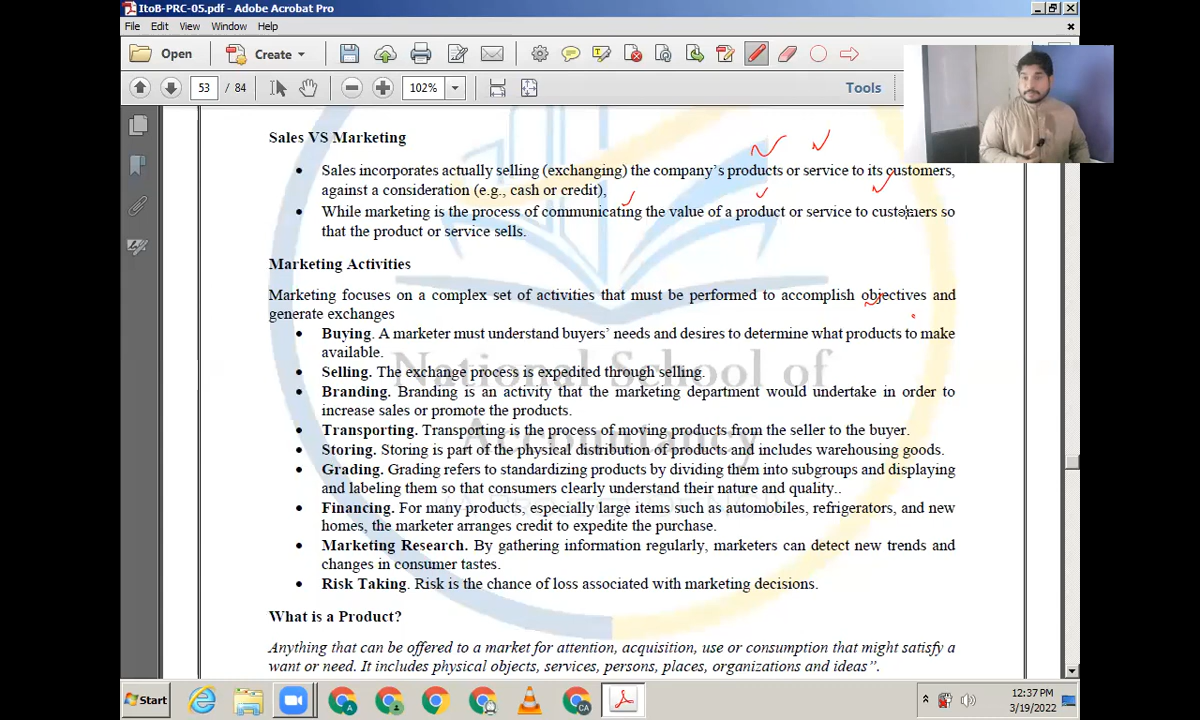 ItoB-PRC-05.pdf - Adobe Acrobat Pro
File Edit View Window Help
Open Create
53 / 84 102% Tools
Sales VS Marketing
• Sales incorporates actually selling (exchanging) the company's products or service to its customers,
against a consideration (e.g., cash or credit),
• While marketing is the process of communicating the value of a product or service to customers so
that the product or service sells.
Marketing Activities
Marketing focuses on a complex set of activities that must be performed to accomplish objectives and
generate exchanges
• Buying. A marketer must understand buyers' needs and desires to determine what products to make
available.
• Selling. The exchange process is expedited through selling.
• Branding. Branding is an activity that the marketing department would undertake in order to
increase sales or promote the products.
• Transporting. Transporting is the process of moving products from the seller to the buyer.
• Storing. Storing is part of the physical distribution of products and includes warehousing goods.
• Grading. Grading refers to standardizing products by dividing them into subgroups and displaying
and labeling them so that consumers clearly understand their nature and quality..
• Financing. For many products, especially large items such as automobiles, refrigerators, and new
homes, the marketer arranges credit to expedite the purchase.
• Marketing Research. By gathering information regularly, marketers can detect new trends and
changes in consumer tastes.
• Risk Taking. Risk is the chance of loss associated with marketing decisions.
What is a Product?
Anything that can be offered to a market for attention, acquisition, use or consumption that might satisfy a
want or need. It includes physical objects, services, persons, places, organizations and ideas”.
National School of
Accountancy
Start
12:37 PM
3/19/2022